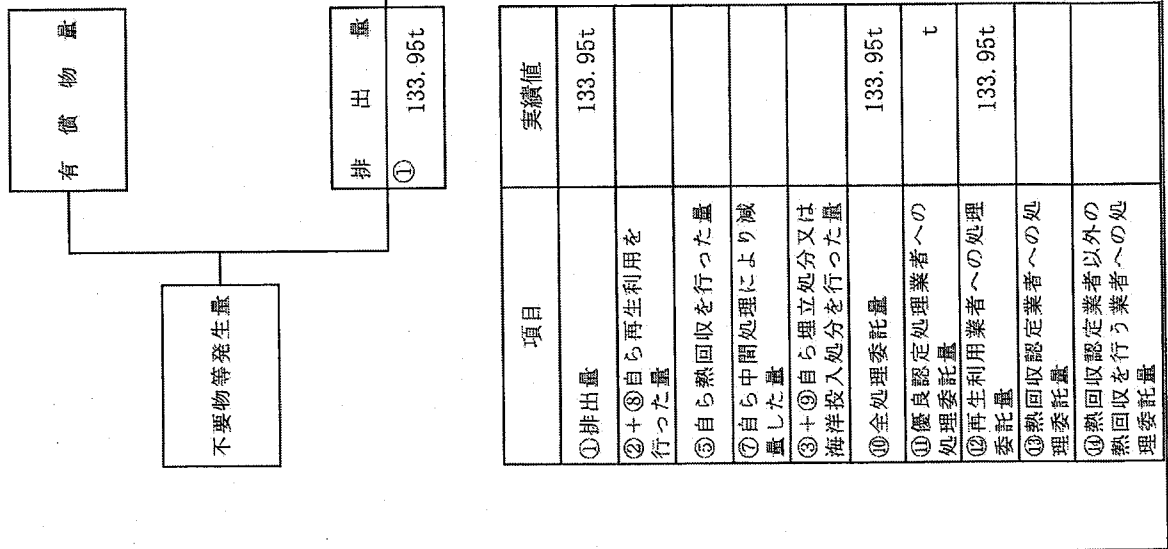 有償物量
不要物等発生量
排出量
① 133.95t
項目 実績値
①排出量 133.95t
②+⑧自ら再生利用を
行った量
⑤自ら熱回収を行った量
⑦自ら中間処理により減
量した量
③+⑨自ら埋立処分又は
海洋投入処分を行った量
⑩全処理委託量 133.95t
⑪優良認定処理業者への
処理委託量 t
⑫再生利用業者への処理
委託量 133.95t
⑬熱回収認定業者への処
理委託量
⑭熱回収認定業者以外の
熱回収を行う業者への処
理委託量